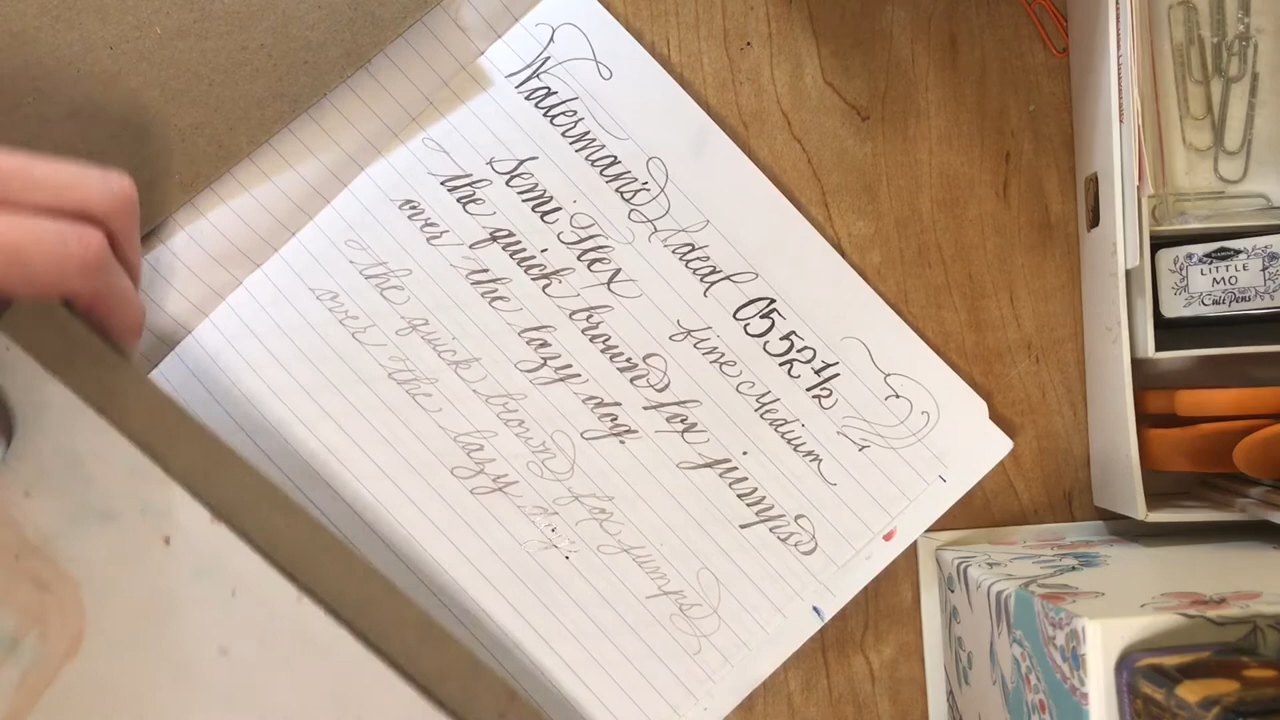 Waterman's Ideal 0552½
Semi Flex fine Medium
the quick brown fox jumps
over the lazy dog.
the quick brown fox jumps
over the lazy dog.
DIAMINE
LITTLE
MO
Cult Pens